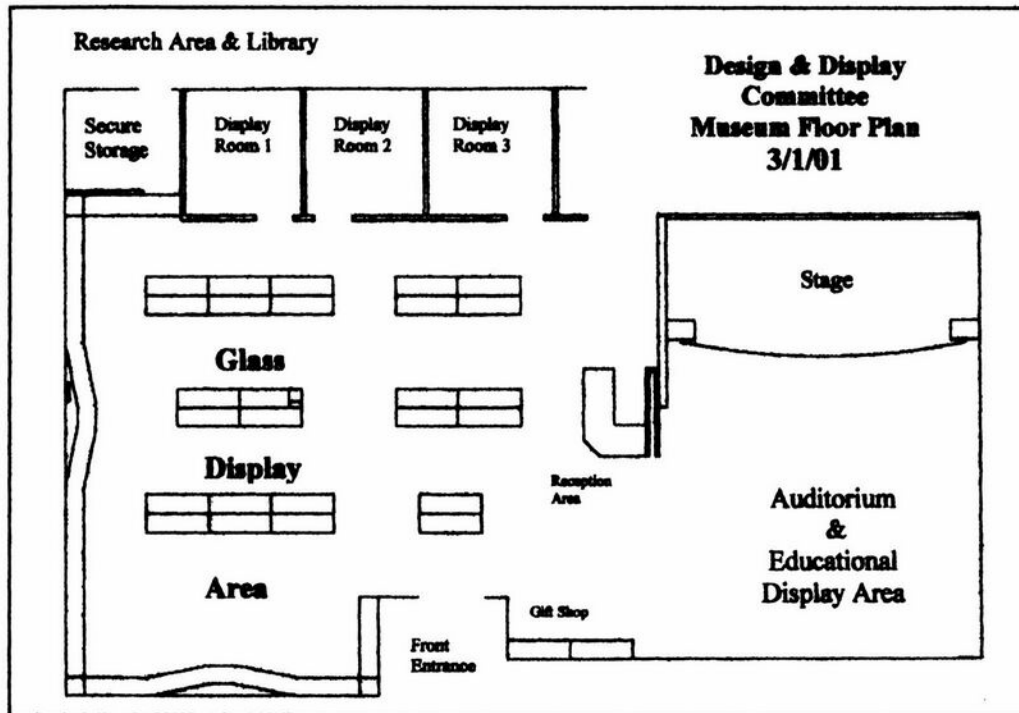 Research Area & Library
Design & Display
Committee
Museum Floor Plan
3/1/01
Secure
Storage
Display
Room 1
Display
Room 2
Display
Room 3
Stage
Glass
Display
Area
Reception
Area
Auditorium
&
Educational
Display Area
Gift Shop
Front
Entrance